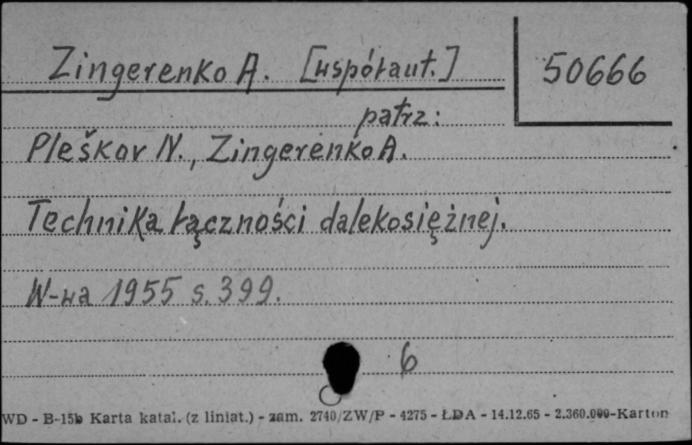 Zingerenko A. [współaut.]
50666
patrz:
Pleškov N., Zingerenko A.
Technika łączności dalekosiężnej.
W-wa 1955 s. 399.
6
WD - B-15b Karta katal. (z liniat.) - zam. 2740/ZW/P - 4275 - ŁDA - 14.12.65 - 2.360.000-Karton